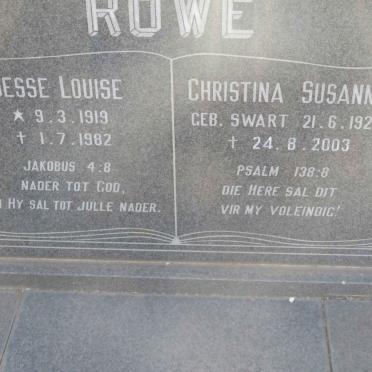 ROWE
JESSE LOUISE
★ 9.3.1919
✝ 1.7.1982
JAKOBUS 4:8
NADER TOT GOD,
HY SAL TOT JULLE NADER.
CHRISTINA SUSANN
GEB. SWART 21.6.192
✝ 24.8.2003
PSALM 138:8
DIE HERE SAL DIT
VIR MY VOLEINDIG!